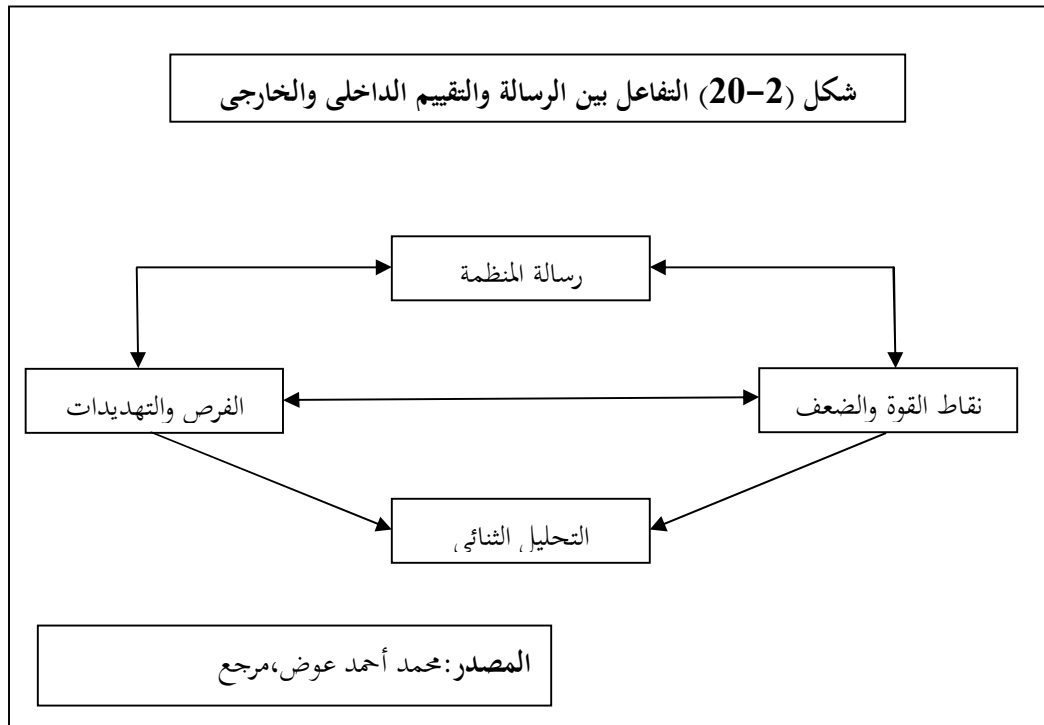 شكل (2-20) التفاعل بين الرسالة والتقييم الداخلى والخارجى
رسالة المنظمة
نقاط القوة والضعف
الفرص والتهديدات
التحليل الثنائى
المصدر:محمد أحمد عوض،مرجع